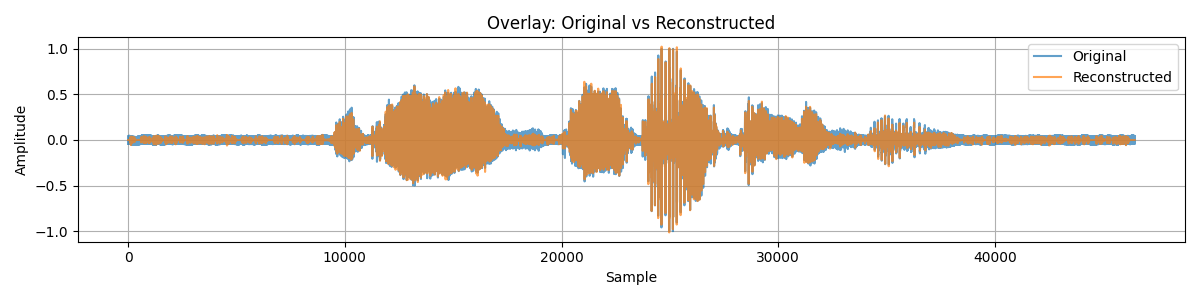 Overlay: Original vs Reconstructed
1.0
0.5
0.0
−0.5
−1.0
Amplitude
Original
Reconstructed
0
10000
20000
30000
40000
Sample